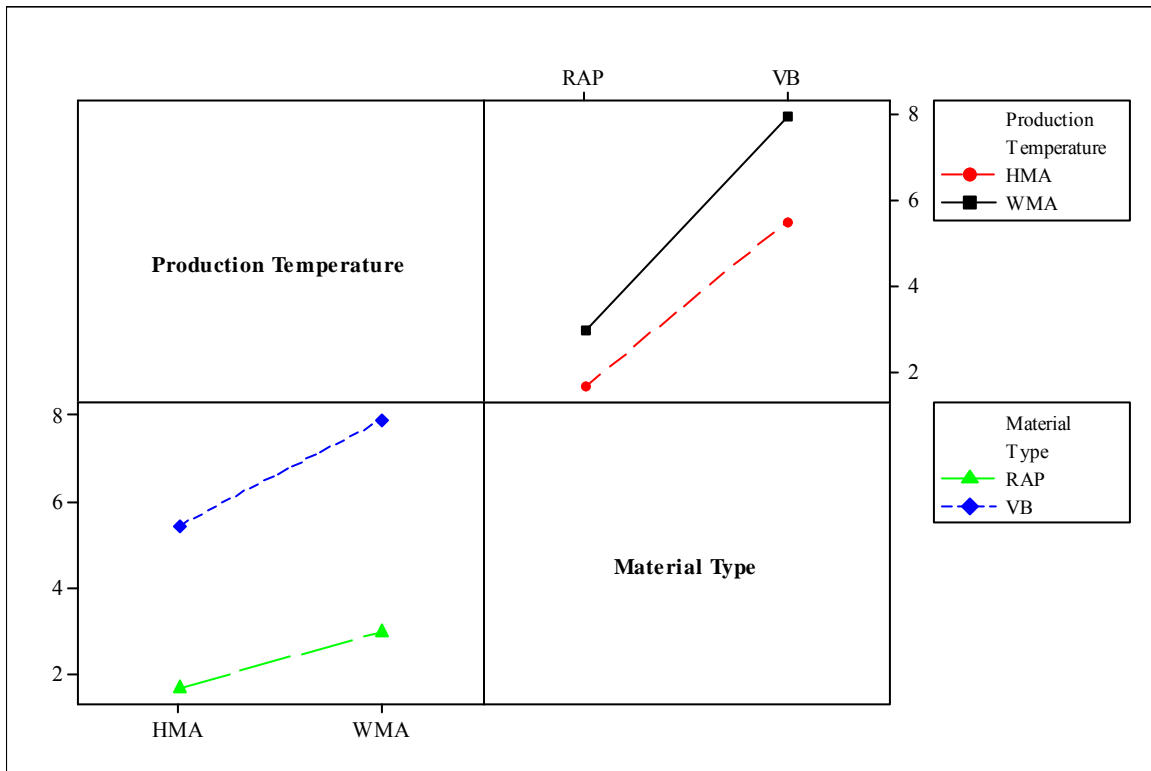 RAP VB
8
6
4
2
Production
Temperature
HMA
WMA
Production Temperature
8
6
4
2
HMA WMA
Material Type
Material
Type
RAP
VB